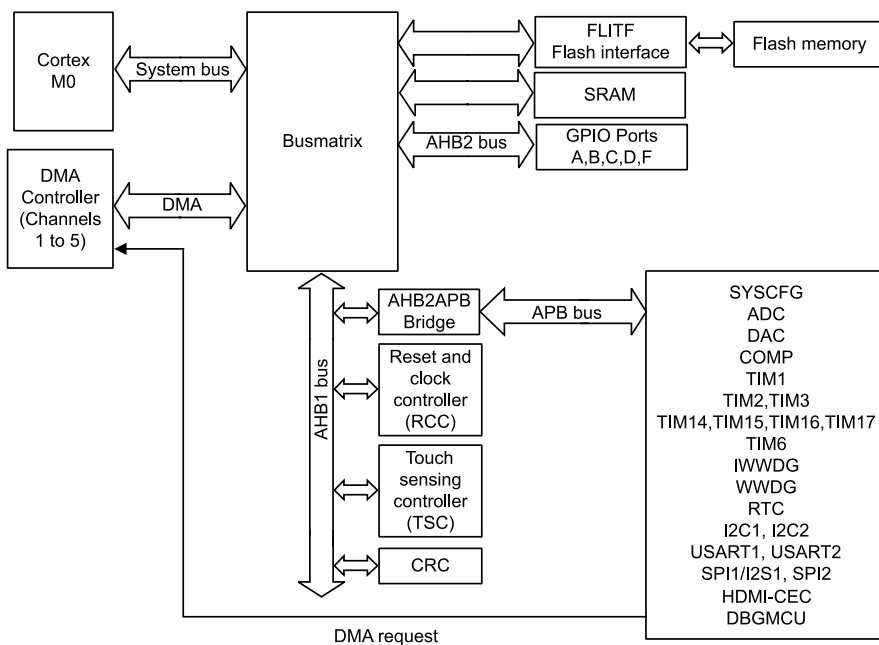 Cortex
M0
System bus
Busmatrix
FLITF
Flash interface
Flash memory
SRAM
AHB2 bus
GPIO Ports
A,B,C,D,F
DMA
Controller
(Channels
1 to 5)
DMA
AHB1 bus
AHB2APB
Bridge
APB bus
Reset and
clock
controller
(RCC)
Touch
sensing
controller
(TSC)
CRC
SYSCFG
ADC
DAC
COMP
TIM1
TIM2,TIM3
TIM14,TIM15,TIM16,TIM17
TIM6
IWWDG
WWDG
RTC
I2C1, I2C2
USART1, USART2
SPI1/I2S1, SPI2
HDMI-CEC
DBGMCU
DMA request